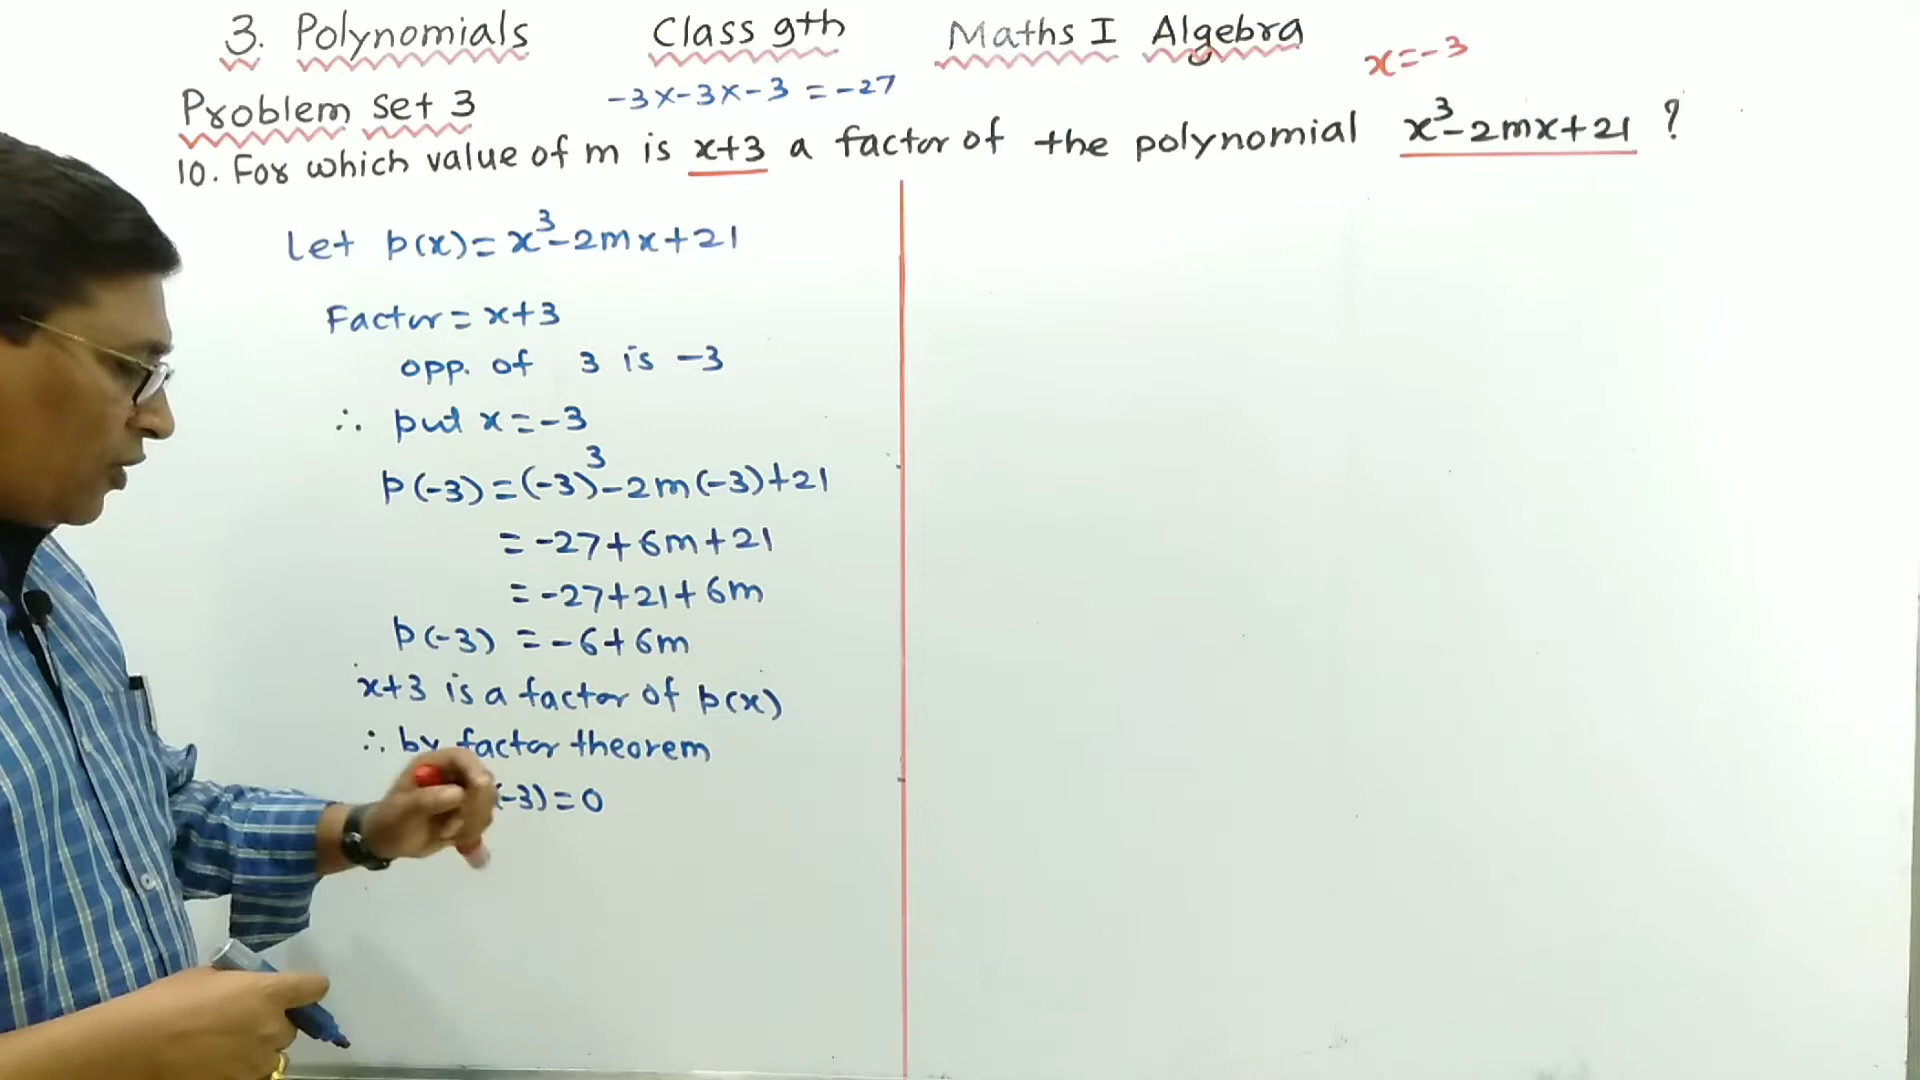 3. Polynomials Class 9th Maths I Algebra
x=-3
Problem set 3 -3x-3x-3=-27
10. For which value of m is x+3 a factor of the polynomial x³-2mx+21 ?
Let p(x)=x³-2mx+21
Factor=x+3
opp. of 3 is -3
∴ put x=-3
p(-3)=(-3)³-2m(-3)+21
=-27+6m+21
=-27+21+6m
p(-3) =-6+6m
x+3 is a factor of p(x)
∴ by factor theorem
(-3)=0